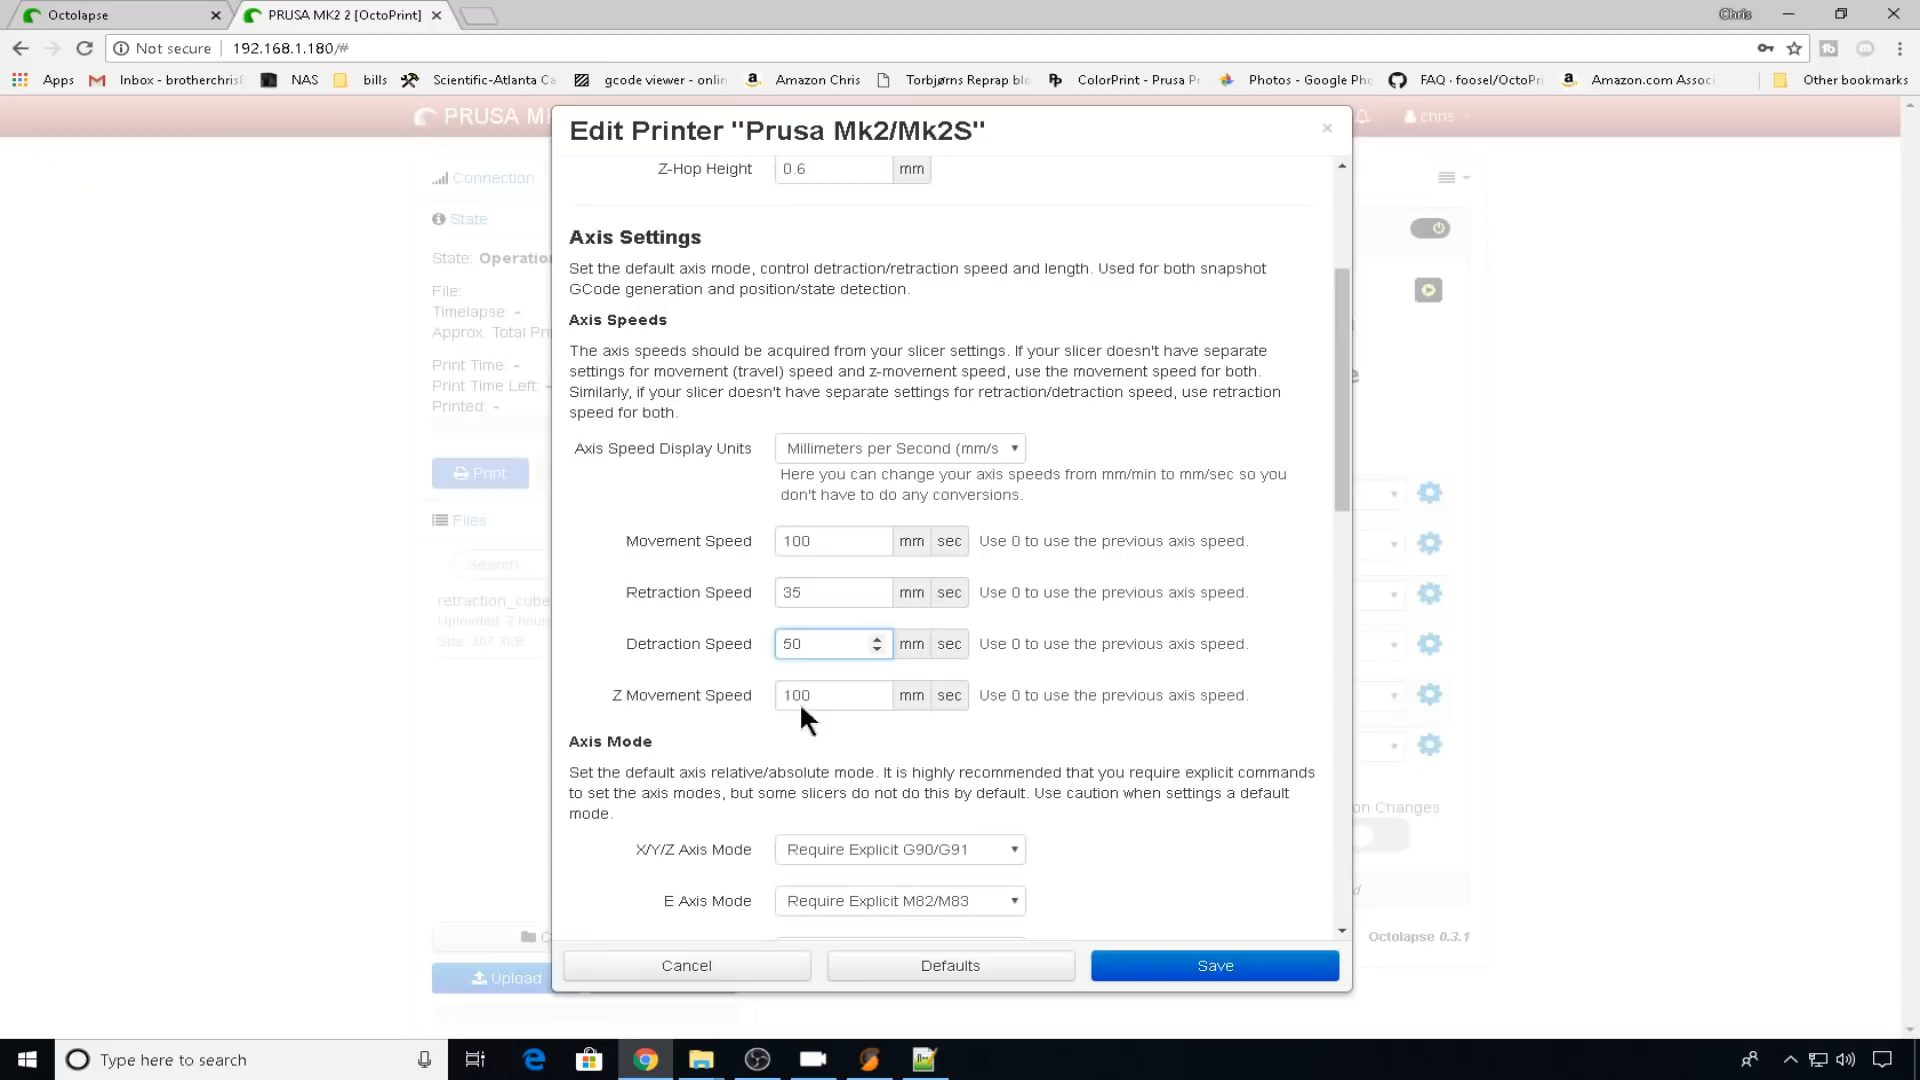 Octolapse
PRUSA MK2 2 [OctoPrint]
Chris
Not secure
192.168.1.180/#
Apps
Inbox - brotherchris
NAS
bills
Scientific-Atlanta Ca
gcode viewer - onlin
Amazon Chris
Torbjørns Reprap blo
ColorPrint - Prusa Pr
Photos - Google Pho
FAQ · foosel/OctoPri
Amazon.com Assoc
Other bookmarks
PRUSA M
chris
Edit Printer "Prusa Mk2/Mk2S"
Z-Hop Height 0.6 mm
Connection
State
State: Operation
File:
Timelapse: -
Approx. Total Pri
Print Time: -
Print Time Left: -
Printed: -
Print
Files
Search
retraction_cube
Axis Settings
Set the default axis mode, control detraction/retraction speed and length. Used for both snapshot
GCode generation and position/state detection.
Axis Speeds
The axis speeds should be acquired from your slicer settings. If your slicer doesn't have separate
settings for movement (travel) speed and z-movement speed, use the movement speed for both.
Similarly, if your slicer doesn't have separate settings for retraction/detraction speed, use retraction
speed for both.
Axis Speed Display Units Millimeters per Second (mm/s
Here you can change your axis speeds from mm/min to mm/sec so you
don't have to do any conversions.
Movement Speed 100 mm sec Use 0 to use the previous axis speed.
Retraction Speed 35 mm sec Use 0 to use the previous axis speed.
Detraction Speed 50 mm sec Use 0 to use the previous axis speed.
Z Movement Speed 100 mm sec Use 0 to use the previous axis speed.
Axis Mode
Set the default axis relative/absolute mode. It is highly recommended that you require explicit commands
to set the axis modes, but some slicers do not do this by default. Use caution when settings a default
mode.
X/Y/Z Axis Mode Require Explicit G90/G91
E Axis Mode Require Explicit M82/M83
Cancel
Defaults
Save
on Changes
Octolapse 0.3.1
Upload
Type here to search